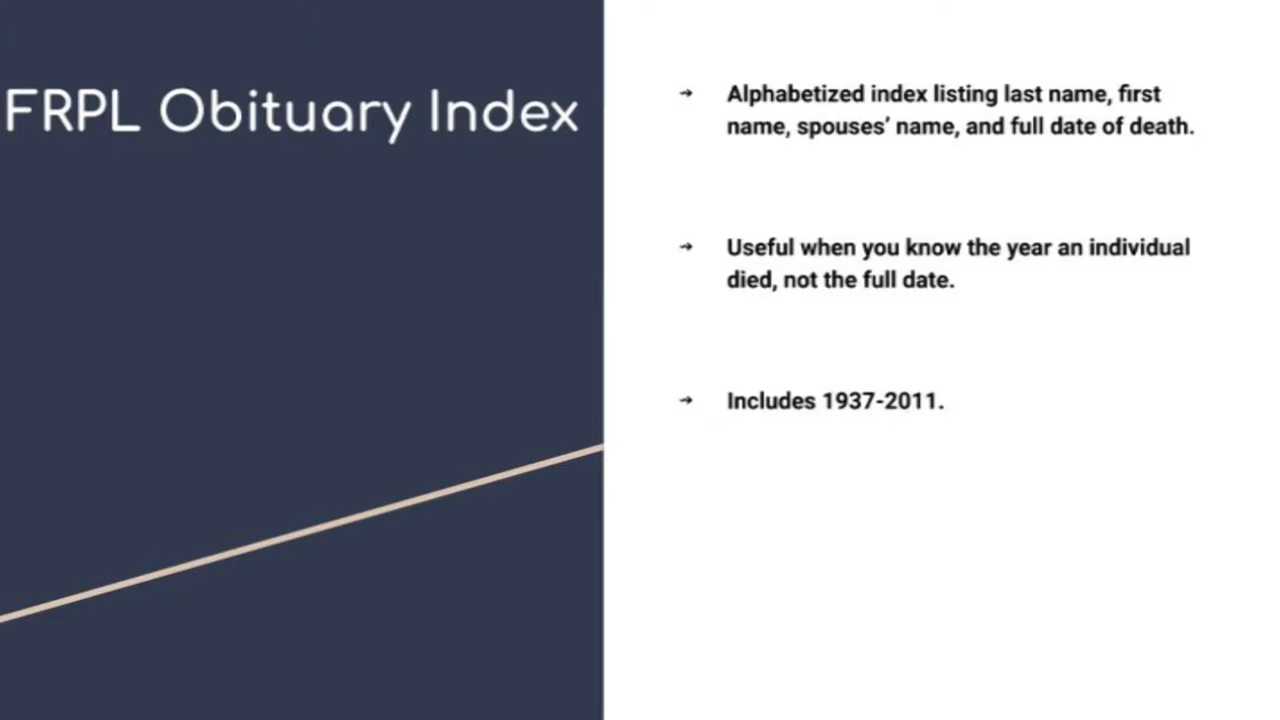 FRPL Obituary Index
➔ Alphabetized index listing last name, first
name, spouses’ name, and full date of death.
➔ Useful when you know the year an individual
died, not the full date.
➔ Includes 1937-2011.